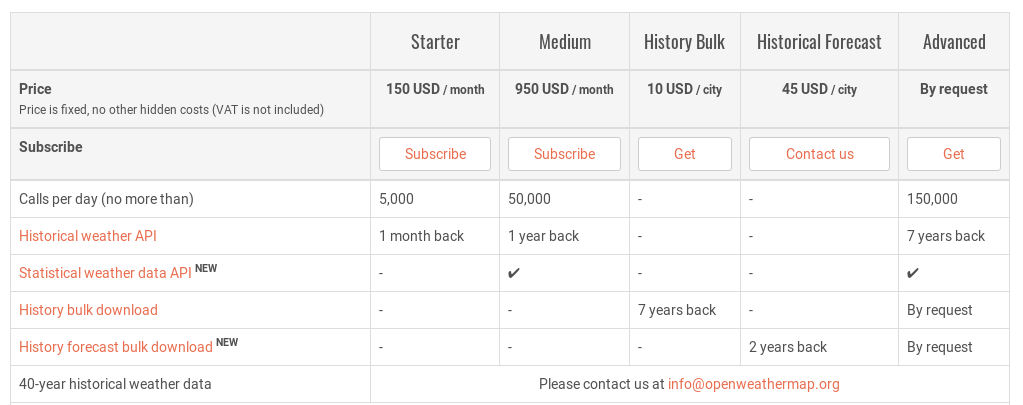 Starter Medium History Bulk Historical Forecast Advanced
Price 150 USD / month 950 USD / month 10 USD / city 45 USD / city By request
Price is fixed, no other hidden costs (VAT is not included)
Subscribe Subscribe Subscribe Get Contact us Get
Calls per day (no more than) 5,000 50,000 - - 150,000
Historical weather API 1 month back 1 year back - - 7 years back
Statistical weather data API NEW - ✔ - - ✔
History bulk download - - 7 years back - By request
History forecast bulk download NEW - - - 2 years back By request
40-year historical weather data Please contact us at info@openweathermap.org